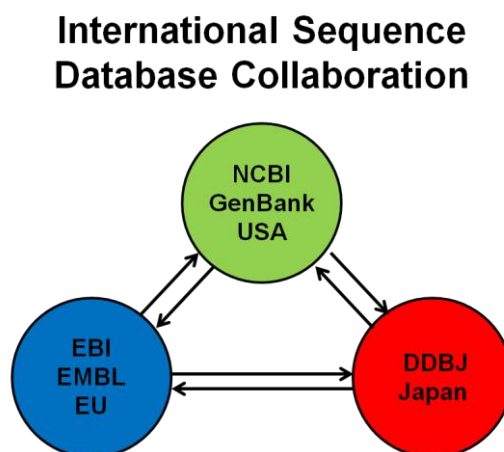 International Sequence
Database Collaboration
NCBI
GenBank
USA
EBI
EMBL
EU
DDBJ
Japan